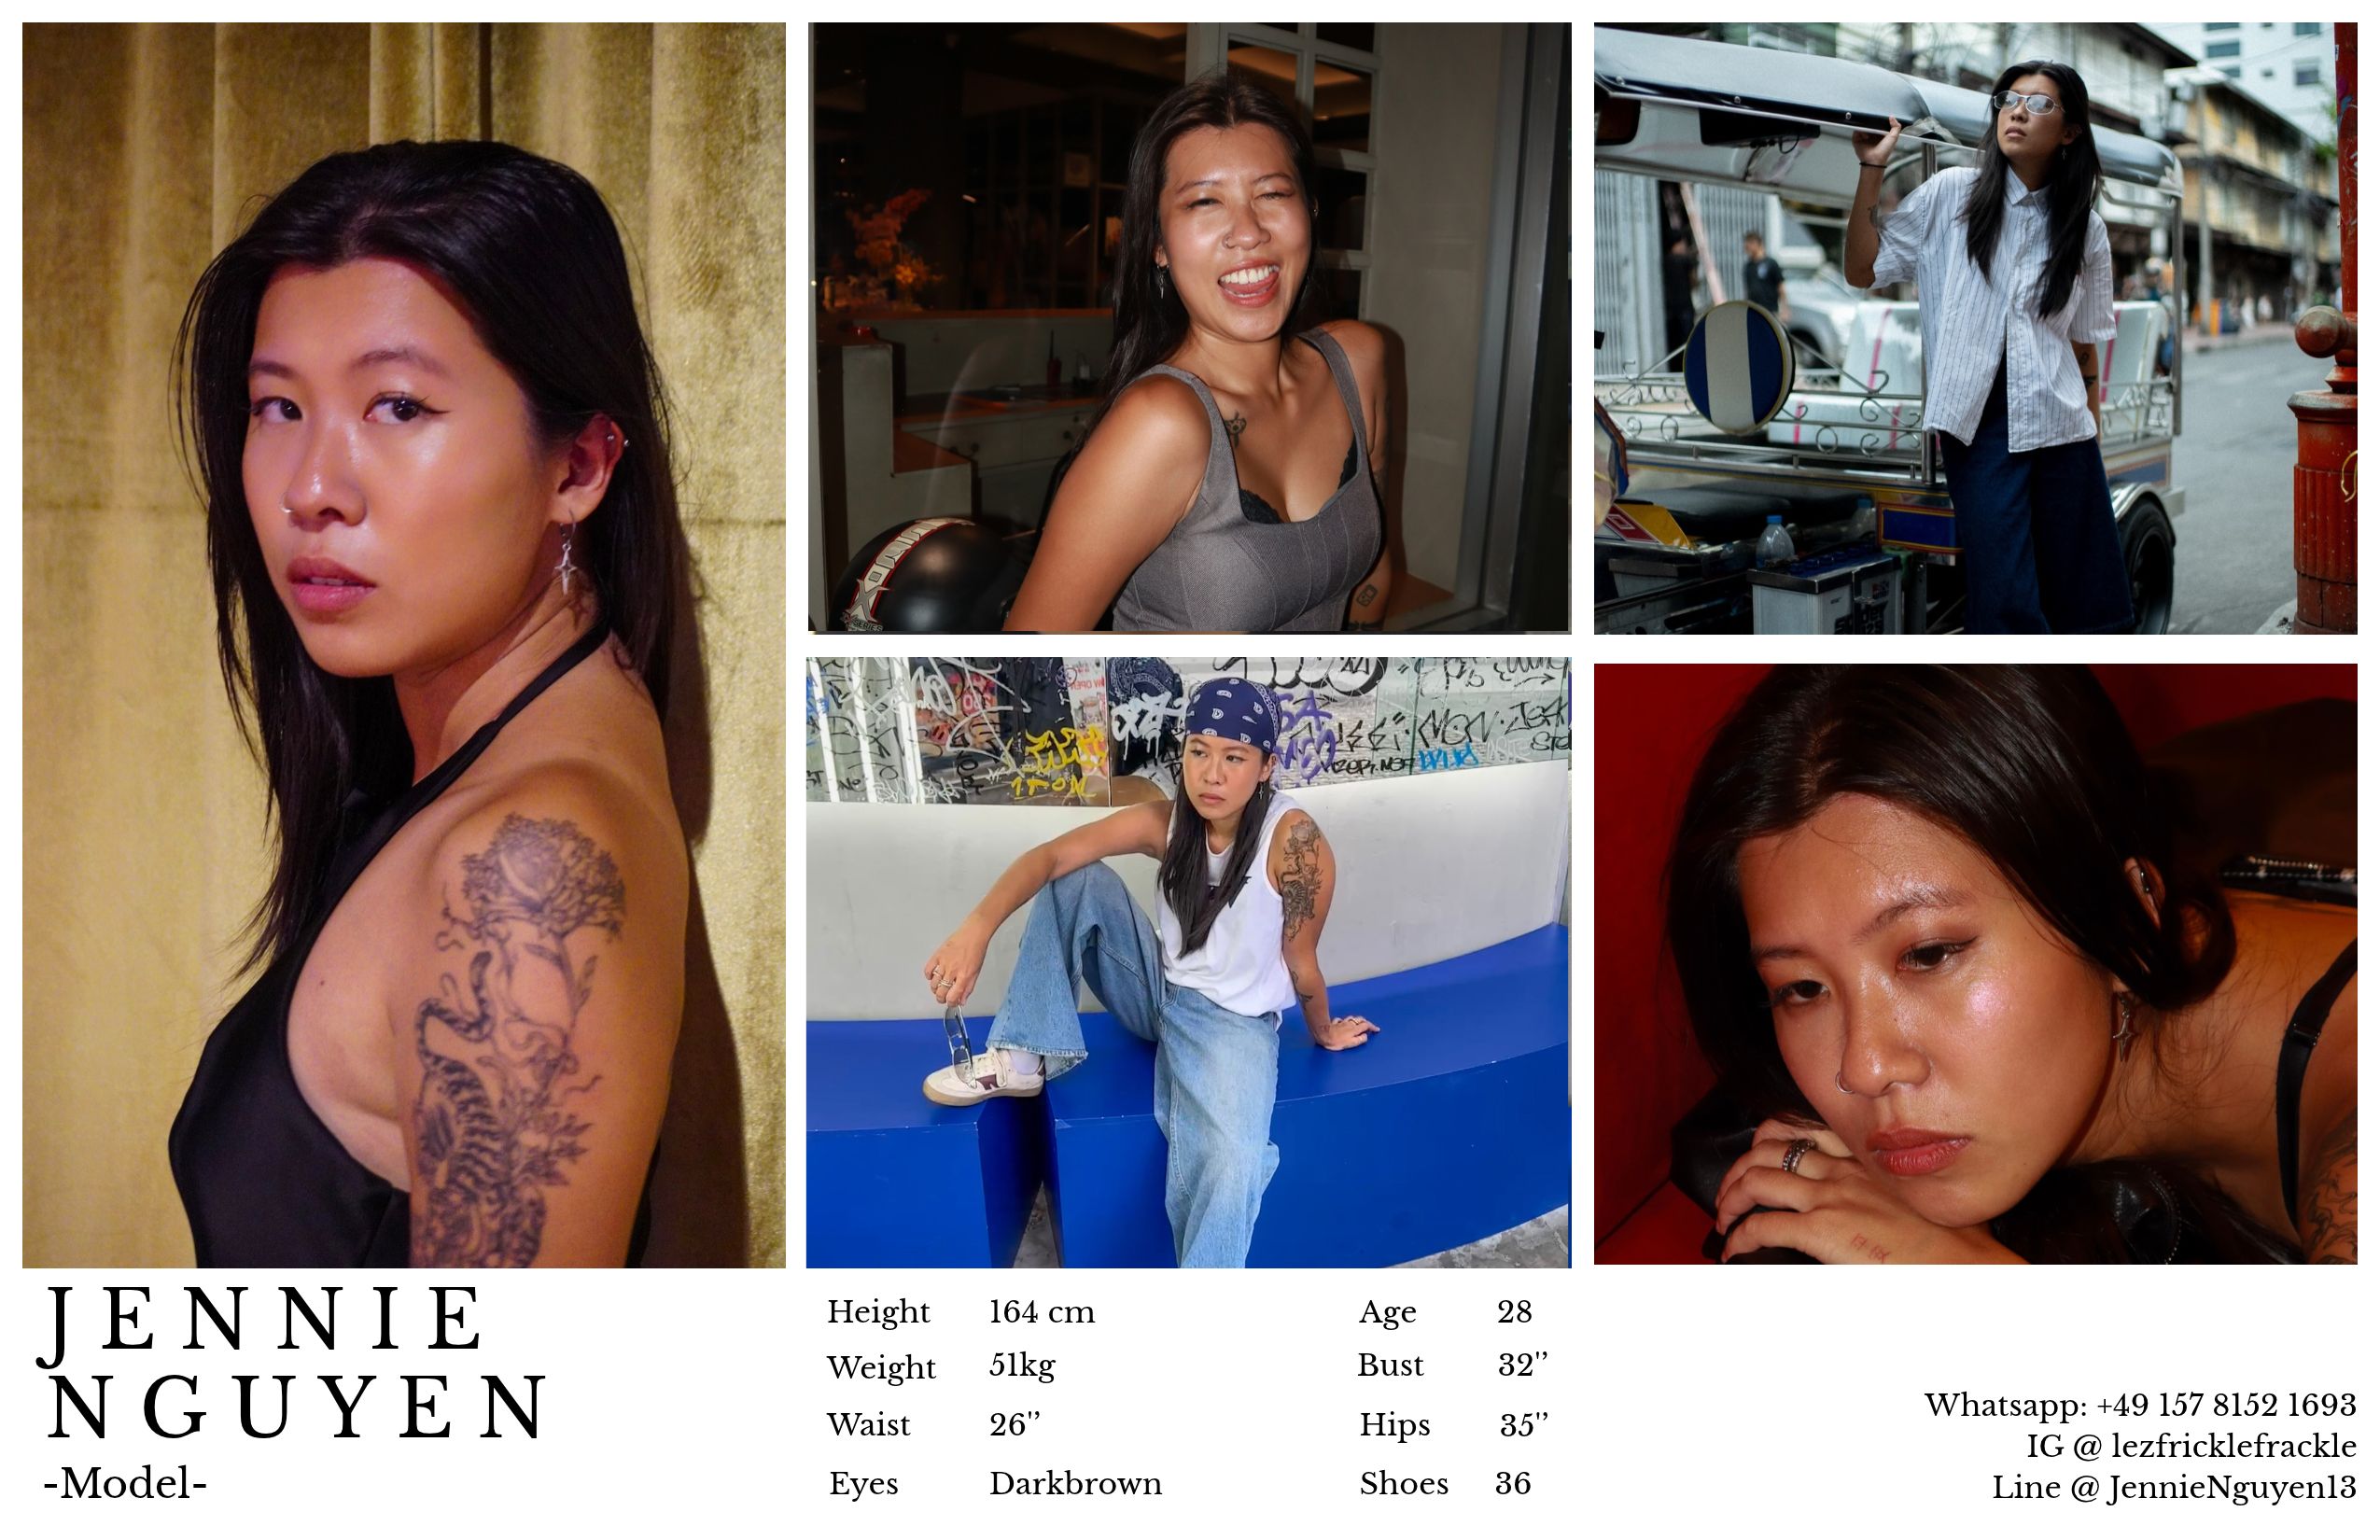 JENNIE
NGUYEN
-Model-
Height 164 cm
Weight 51kg
Waist 26’’
Eyes Darkbrown
Age 28
Bust 32’’
Hips 35’’
Shoes 36
Whatsapp: +49 157 8152 1693
IG @ lezfricklefrackle
Line @ JennieNguyen13